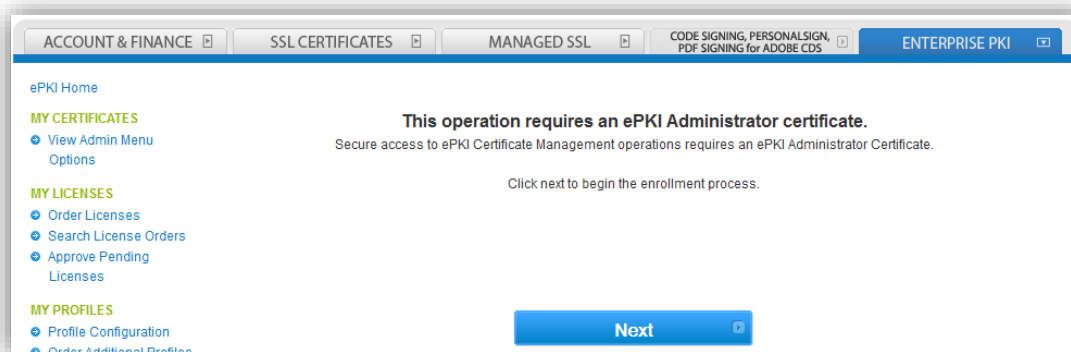 ACCOUNT & FINANCE
SSL CERTIFICATES
MANAGED SSL
CODE SIGNING, PERSONALSIGN,
PDF SIGNING for ADOBE CDS
ENTERPRISE PKI
ePKI Home
MY CERTIFICATES
View Admin Menu
Options
MY LICENSES
Order Licenses
Search License Orders
Approve Pending
Licenses
MY PROFILES
Profile Configuration
Order Additional Profiles
This operation requires an ePKI Administrator certificate.
Secure access to ePKI Certificate Management operations requires an ePKI Administrator Certificate.
Click next to begin the enrollment process.
Next